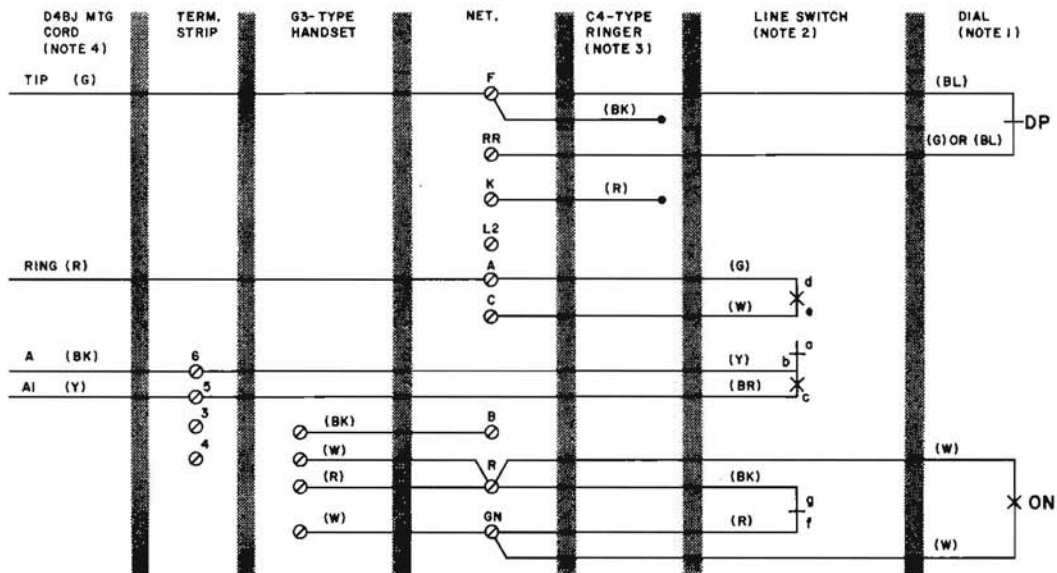 D4BJ MTG
CORD
(NOTE 4)
TERM.
STRIP
G3-TYPE
HANDSET
NET.
C4-TYPE
RINGER
(NOTE 3)
LINE SWITCH
(NOTE 2)
DIAL
(NOTE 1)
TIP (G)
F
(BL)
(BK)
DP
RR
(G) OR (BL)
K
(R)
L2
RING (R)
A
(G)
d
C
(W)
e
a
A (BK)
6
(Y)
b
A1 (Y)
5
(BR)
c
3
(BK)
B
4
(W)
R
(W)
(R)
(BK)
g
ON
(W)
GN
(R)
f
(W)